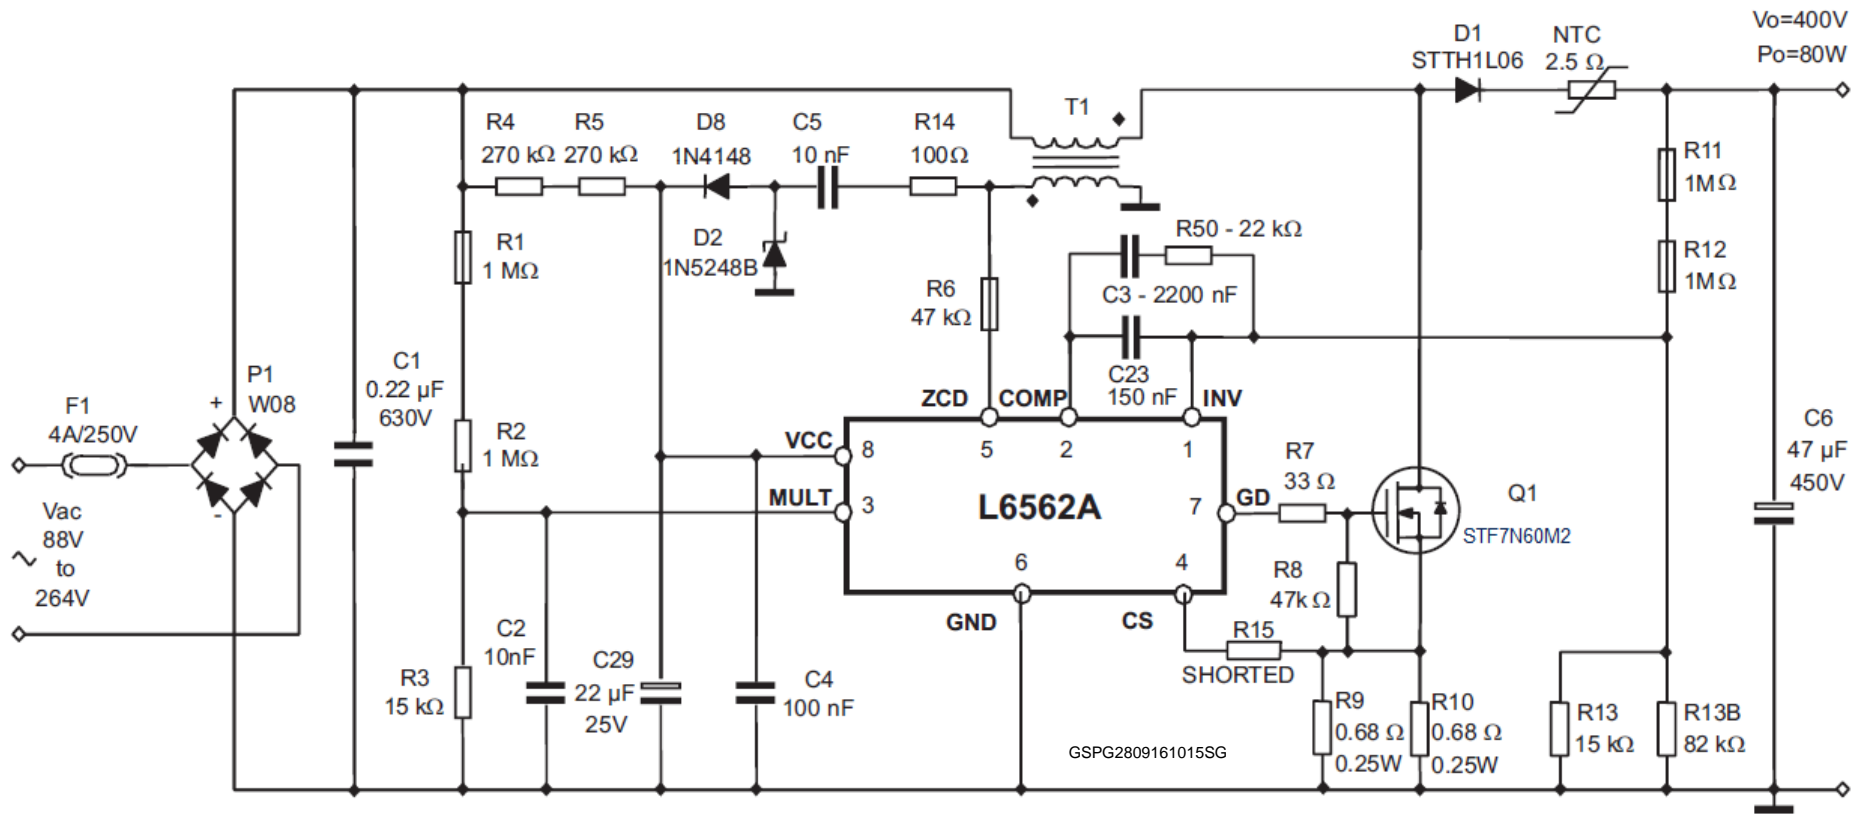 Vo=400V
Po=80W
D1
STTH1L06
NTC
2.5 Ω
T1
R4
270 kΩ
R5
270 kΩ
D8
1N4148
C5
10 nF
R14
100Ω
R11
1MΩ
R1
1 MΩ
D2
1N5248B
R50 - 22 kΩ
R12
1MΩ
R6
47 kΩ
C3 - 2200 nF
C1
0.22 µF
630V
P1
W08
+
-
F1
4A/250V
C23
150 nF
ZCD
COMP
INV
R2
1 MΩ
VCC
8
5
2
1
C6
47 µF
450V
R7
33 Ω
MULT
3
L6562A
7
GD
Q1
STF7N60M2
Vac
88V
to
264V
6
4
R8
47k Ω
GND
CS
C2
10nF
R15
SHORTED
R3
15 kΩ
C29
22 µF
25V
C4
100 nF
R9
0.68 Ω
0.25W
R10
0.68 Ω
0.25W
R13
15 kΩ
R13B
82 kΩ
GSPG2809161015SG